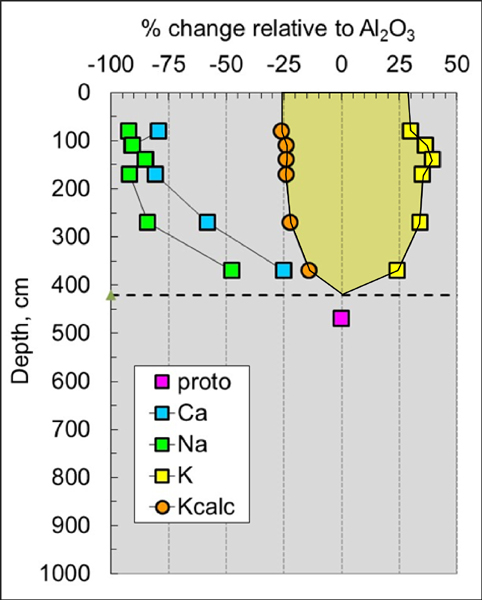 % change relative to Al₂O₃
-100 -75 -50 -25 0 25 50
Depth, cm
0
100
200
300
400
500
600
700
800
900
1000
proto
Ca
Na
K
Kcalc